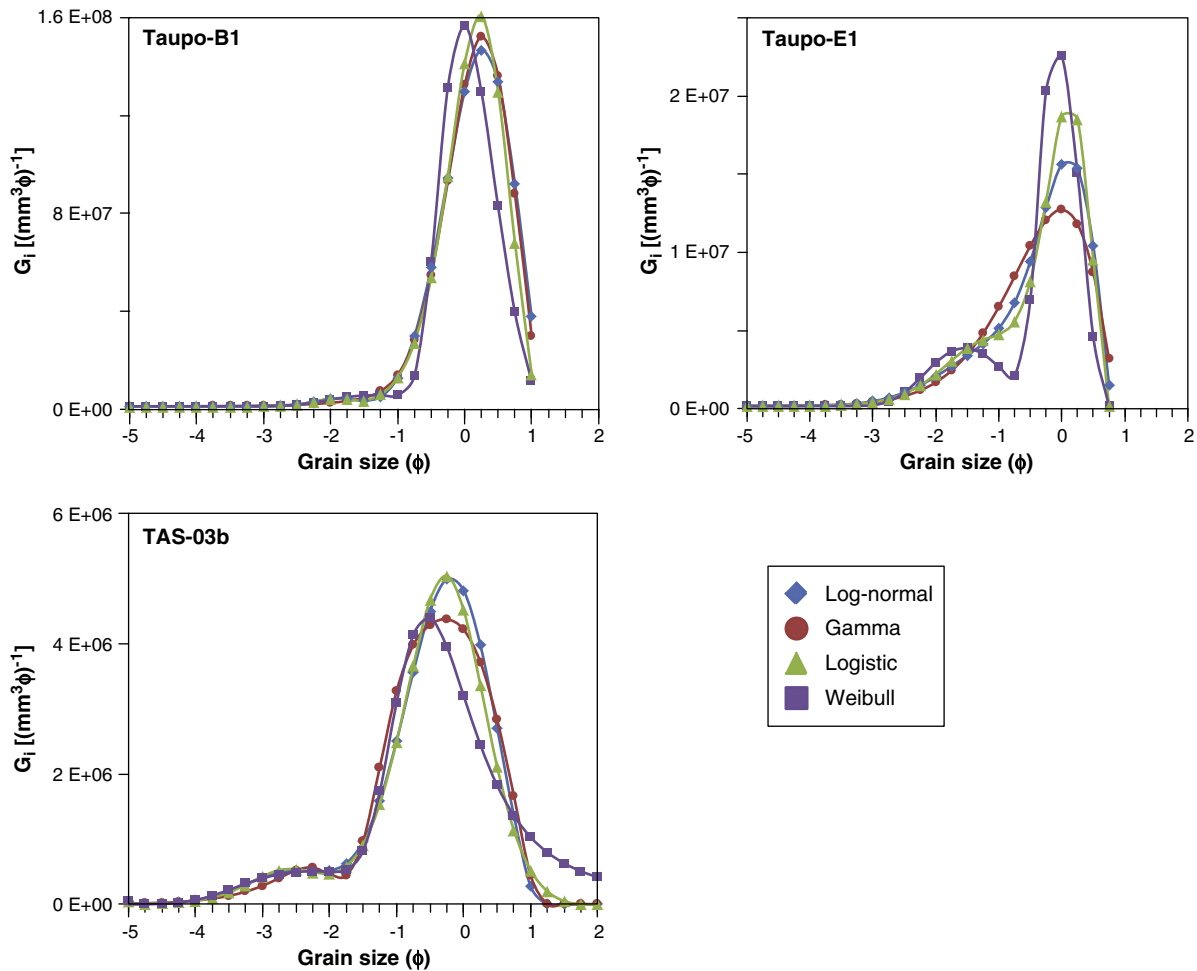 Taupo-B1
1.6 E+08
8 E+07
0 E+00
G_i [(mm³ϕ)⁻¹]
-5 -4 -3 -2 -1 0 1 2
Grain size (ϕ)
Taupo-E1
2 E+07
1 E+07
0 E+00
G_i [(mm³ϕ)⁻¹]
-5 -4 -3 -2 -1 0 1 2
Grain size (ϕ)
TAS-03b
6 E+06
4 E+06
2 E+06
0 E+00
G_i [(mm³ϕ)⁻¹]
-5 -4 -3 -2 -1 0 1 2
Grain size (ϕ)
Log-normal
Gamma
Logistic
Weibull